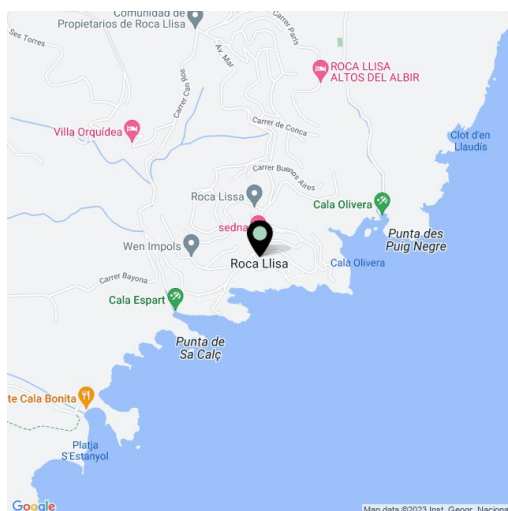 Comunidad de
Propietarios de Roca Llisa
Ses Torres
Av. Mal
Carrer París
Carrer Can Bos
ROCA LLISA
ALTOS DEL ALBIR
Villa Orquídea
Carrer de Conca
Clot d'en
Llaudís
Carrer Buenos Aires
Roca Lissa
Cala Olivera
sedna
Punta des
Puig Negre
Wen Impols
Roca Llisa
Cala Olivera
Carrer Bayona
Cala Espart
Punta de
Sa Calç
te Cala Bonita
Platja
S'Estanyol
Google
Map data ©2023 Inst. Geogr. Naciona